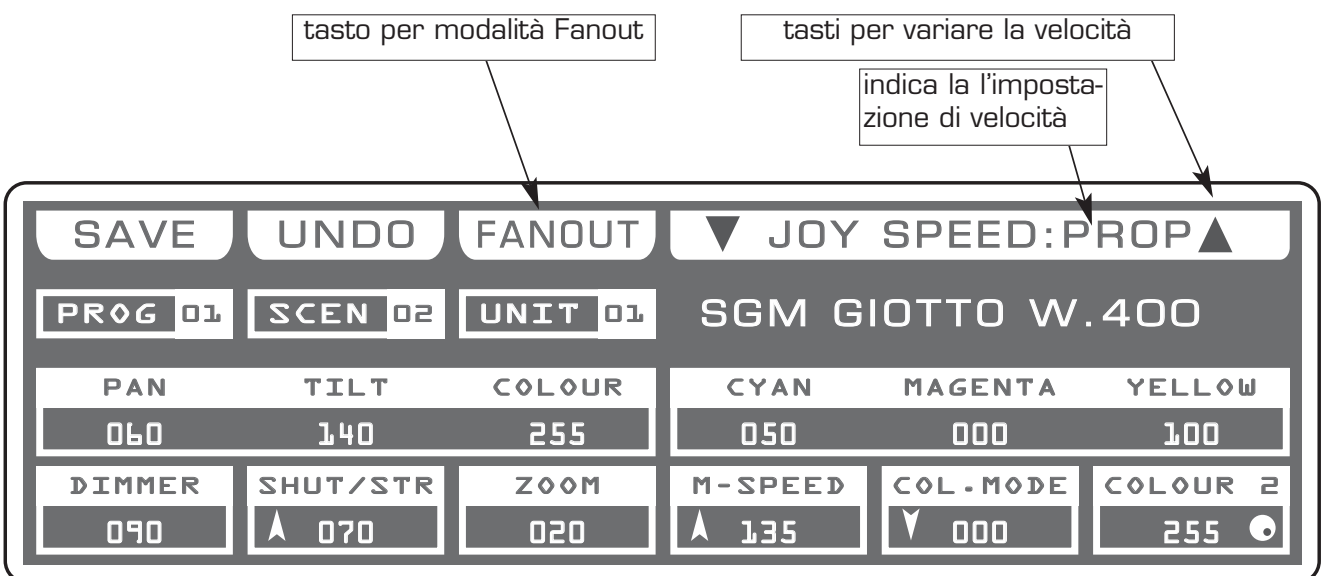 tasto per modalità Fanout
tasti per variare la velocità
indica la l'imposta-
zione di velocità
SAVE UNDO FANOUT ▼ JOY SPEED:PROP▲
PROG 01 SCEN 02 UNIT 01 SGM GIOTTO W.400
PAN TILT COLOUR CYAN MAGENTA YELLOW
060 140 255 050 000 100
DIMMER SHUT/STR ZOOM M-SPEED COL.MODE COLOUR 2
090 070 020 135 000 255